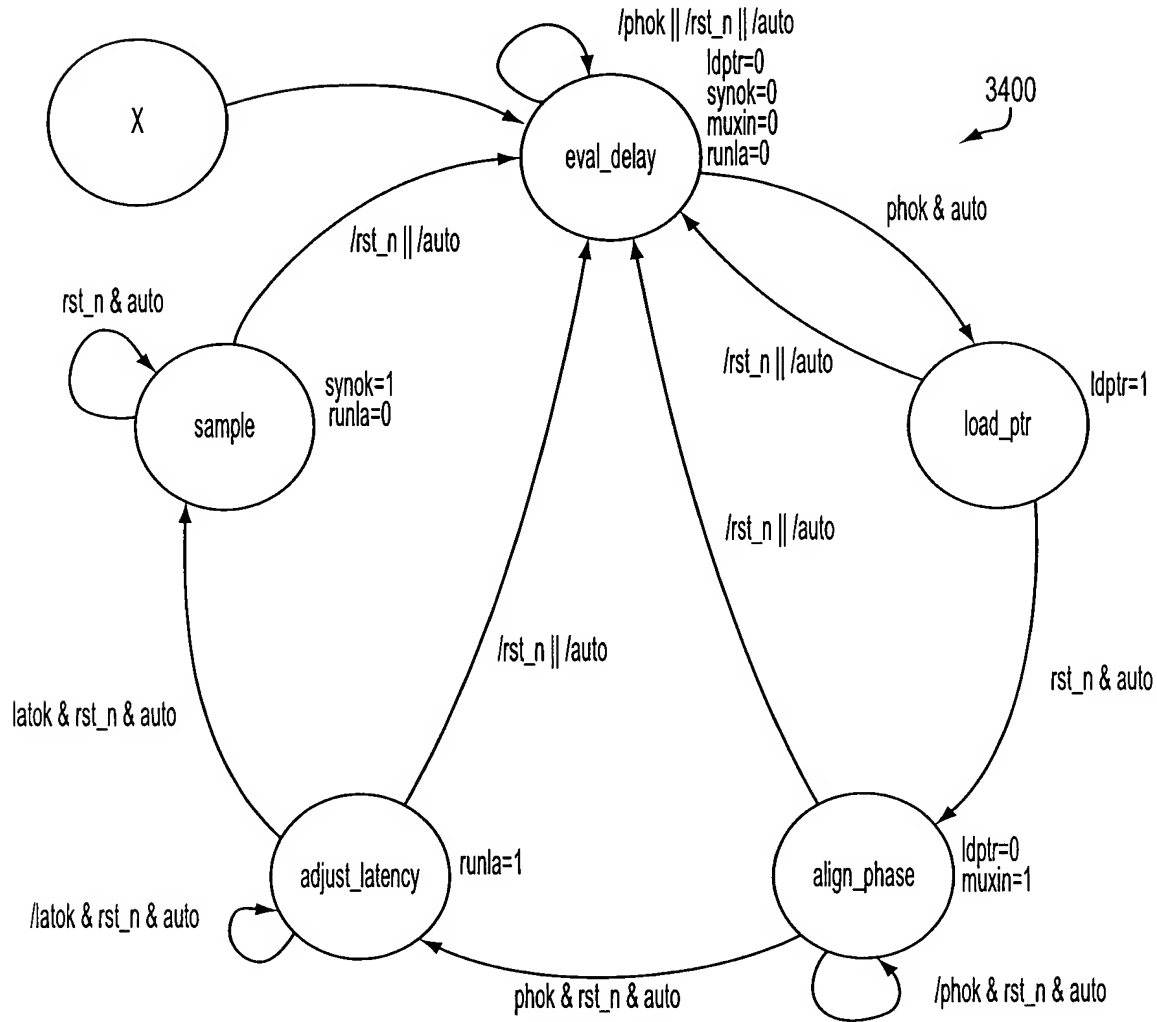 /phok || /rst_n || /auto
ldptr=0
synok=0
muxin=0
runla=0
3400
X
eval_delay
phok & auto
/rst_n || /auto
rst_n & auto
/rst_n || /auto
synok=1
runla=0
ldptr=1
sample
load_ptr
/rst_n || /auto
/rst_n || /auto
rst_n & auto
latok & rst_n & auto
adjust_latency
runla=1
align_phase
ldptr=0
muxin=1
/latok & rst_n & auto
phok & rst_n & auto
/phok & rst_n & auto